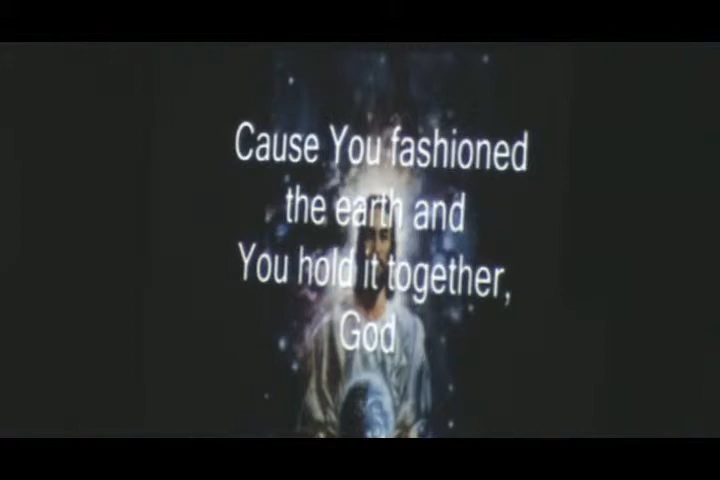 Cause You fashioned
the earth and
You hold it together,
God